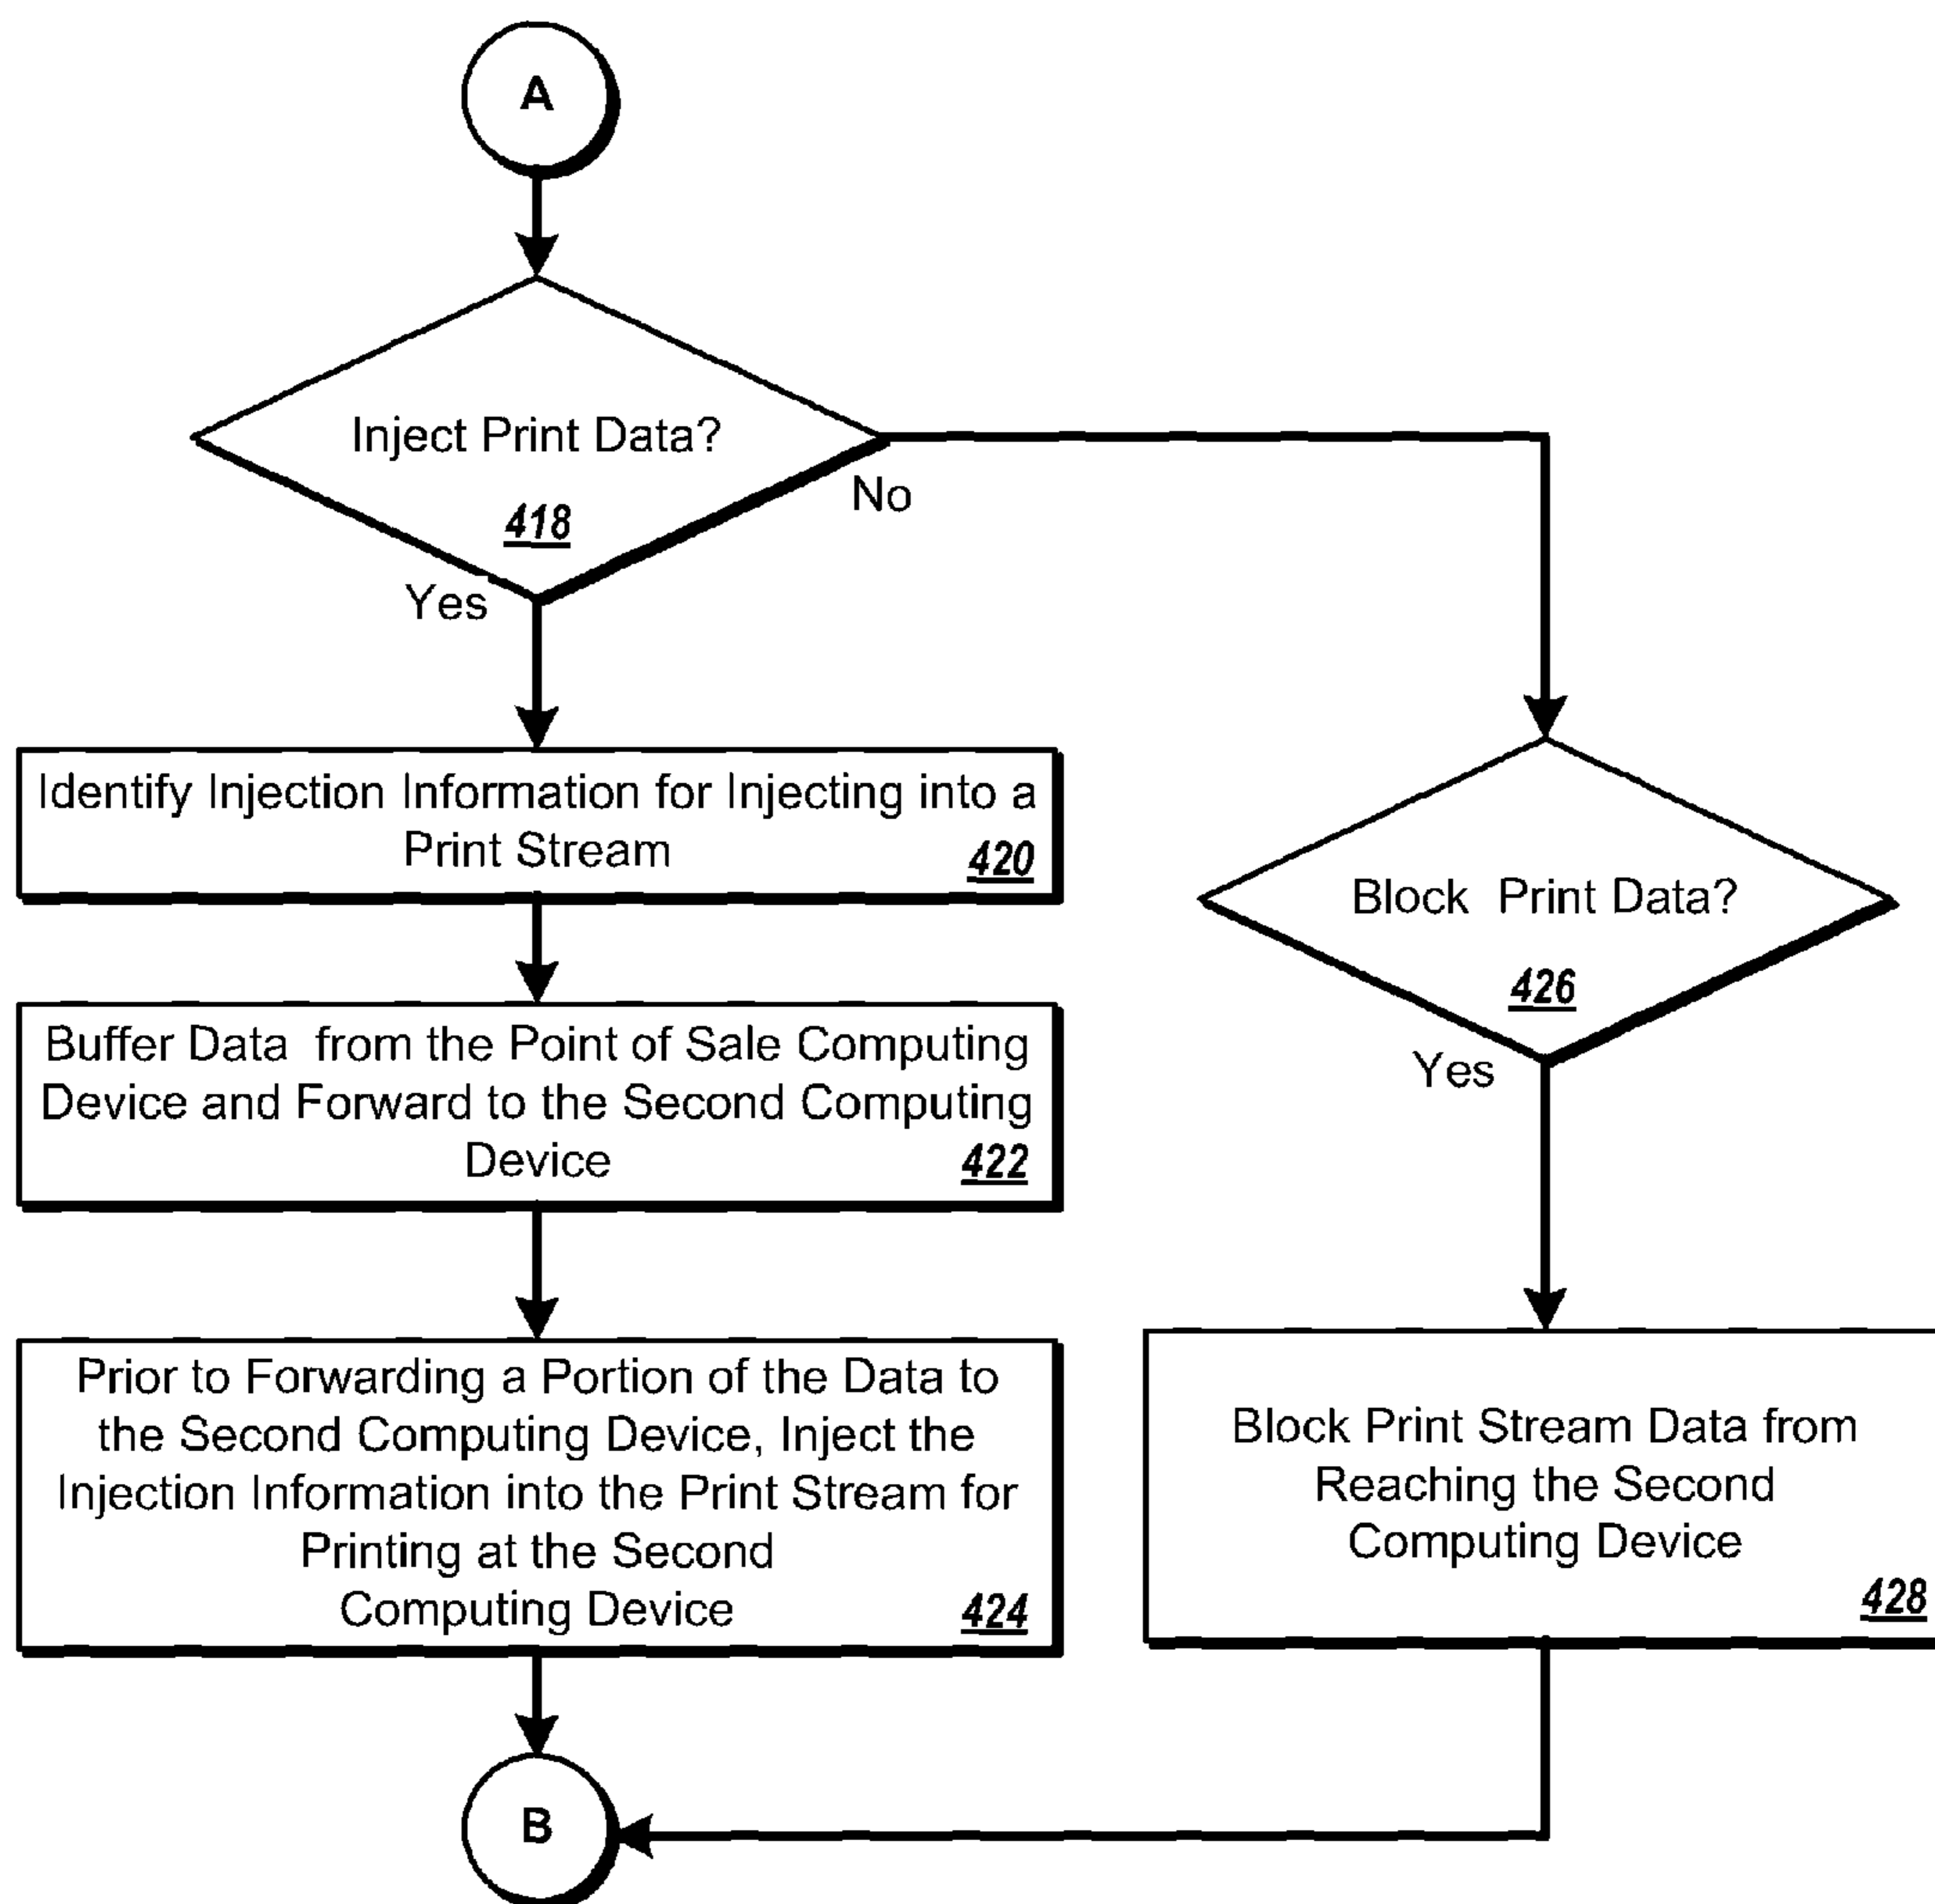 A
Inject Print Data?
418
No
Yes
Identify Injection Information for Injecting into a
Print Stream 420
Buffer Data from the Point of Sale Computing
Device and Forward to the Second Computing
Device 422
Prior to Forwarding a Portion of the Data to
the Second Computing Device, Inject the
Injection Information into the Print Stream for
Printing at the Second
Computing Device 424
B
Block Print Data?
426
Yes
Block Print Stream Data from
Reaching the Second
Computing Device
428